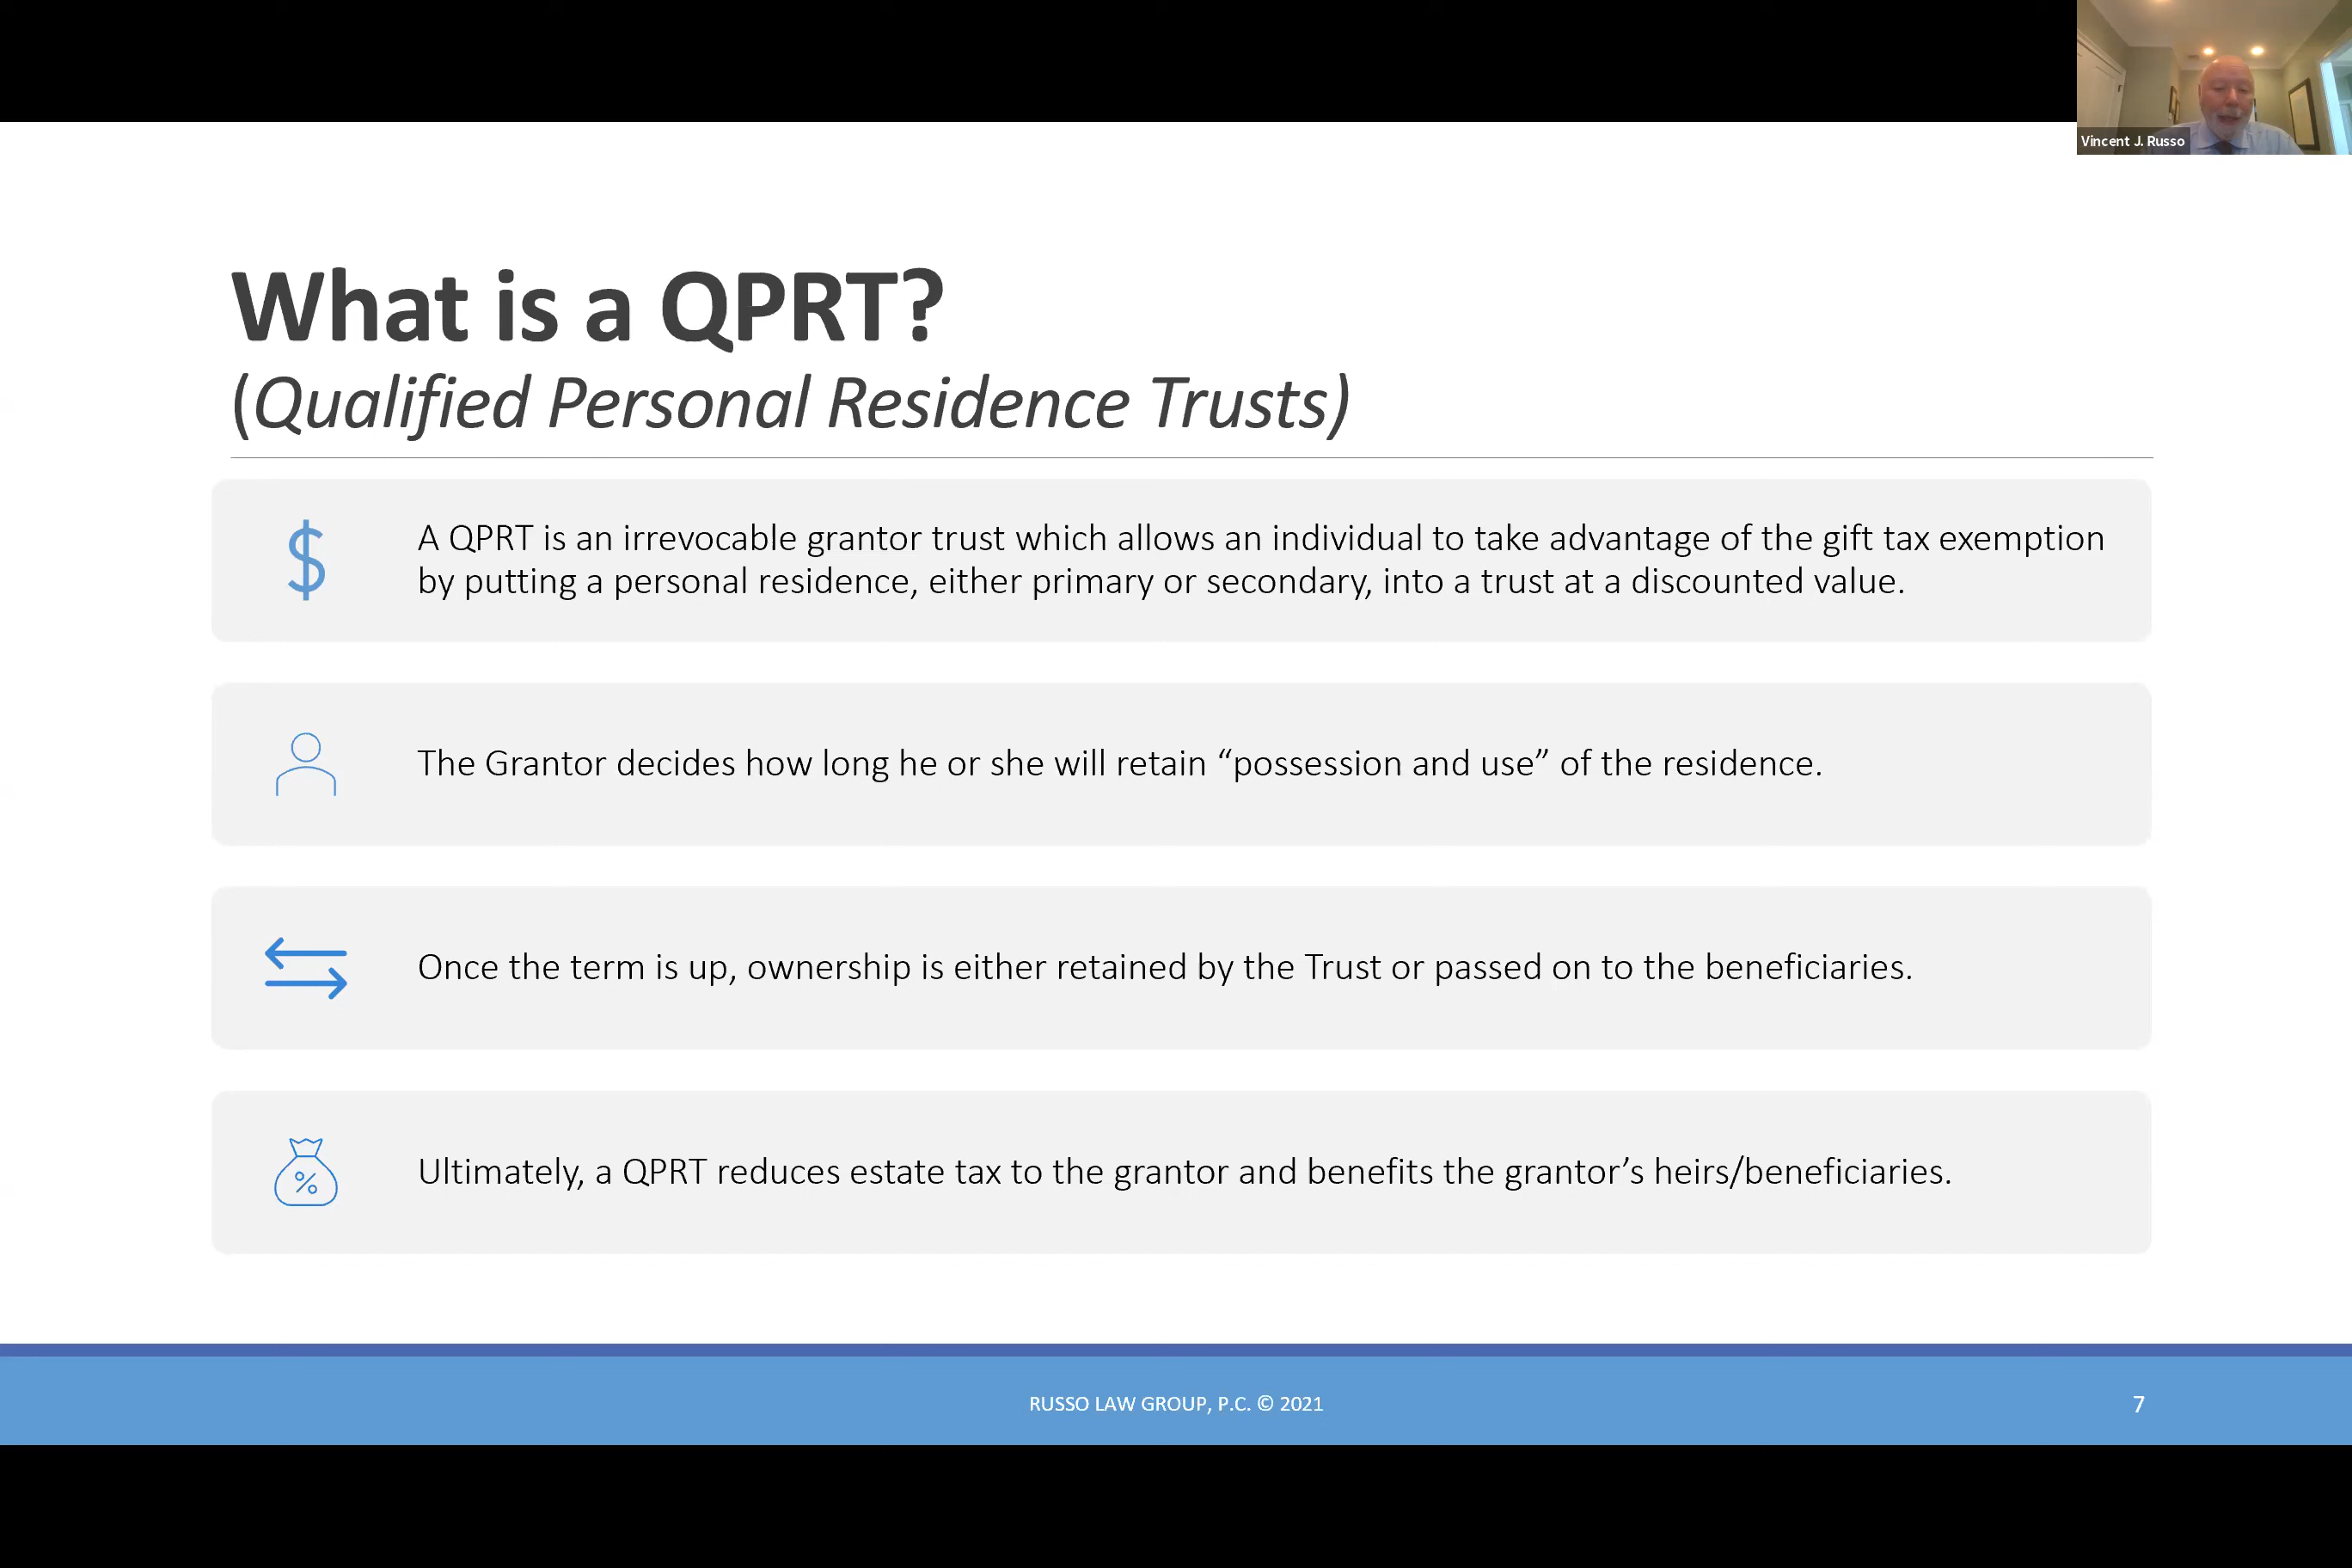 Vincent J. Russo
What is a QPRT?
(Qualified Personal Residence Trusts)
$
A QPRT is an irrevocable grantor trust which allows an individual to take advantage of the gift tax exemption
by putting a personal residence, either primary or secondary, into a trust at a discounted value.
The Grantor decides how long he or she will retain “possession and use” of the residence.
Once the term is up, ownership is either retained by the Trust or passed on to the beneficiaries.
%
Ultimately, a QPRT reduces estate tax to the grantor and benefits the grantor’s heirs/beneficiaries.
RUSSO LAW GROUP, P.C. © 2021
7